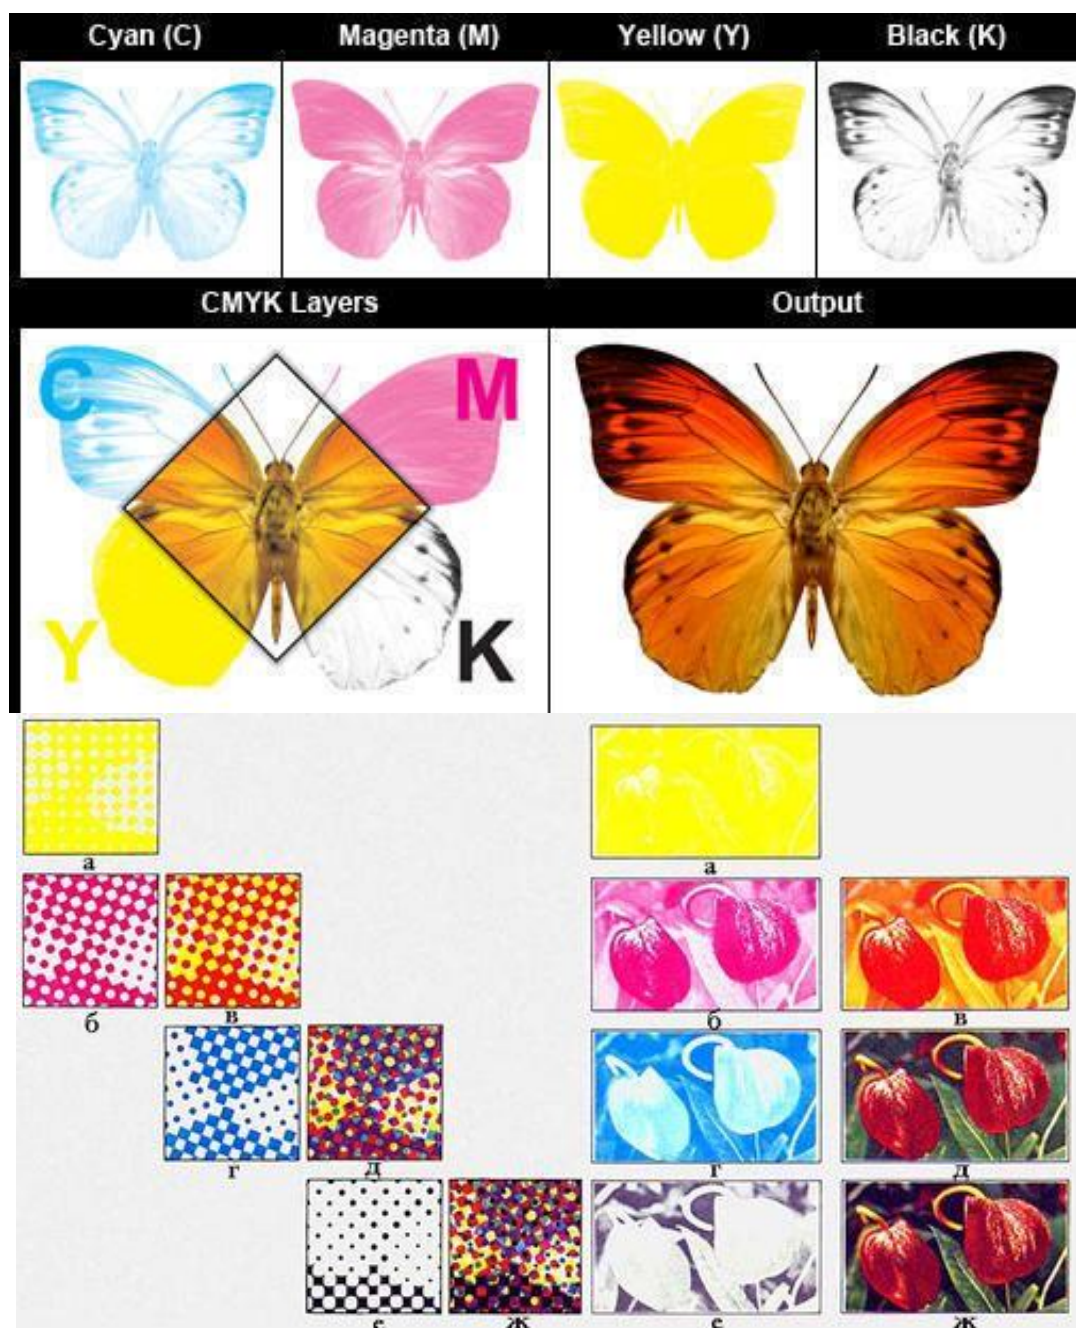 Cyan (C) Magenta (M) Yellow (Y) Black (K)
CMYK Layers Output
C M
Y K
а а
б в б в
г д г д
е ж е ж